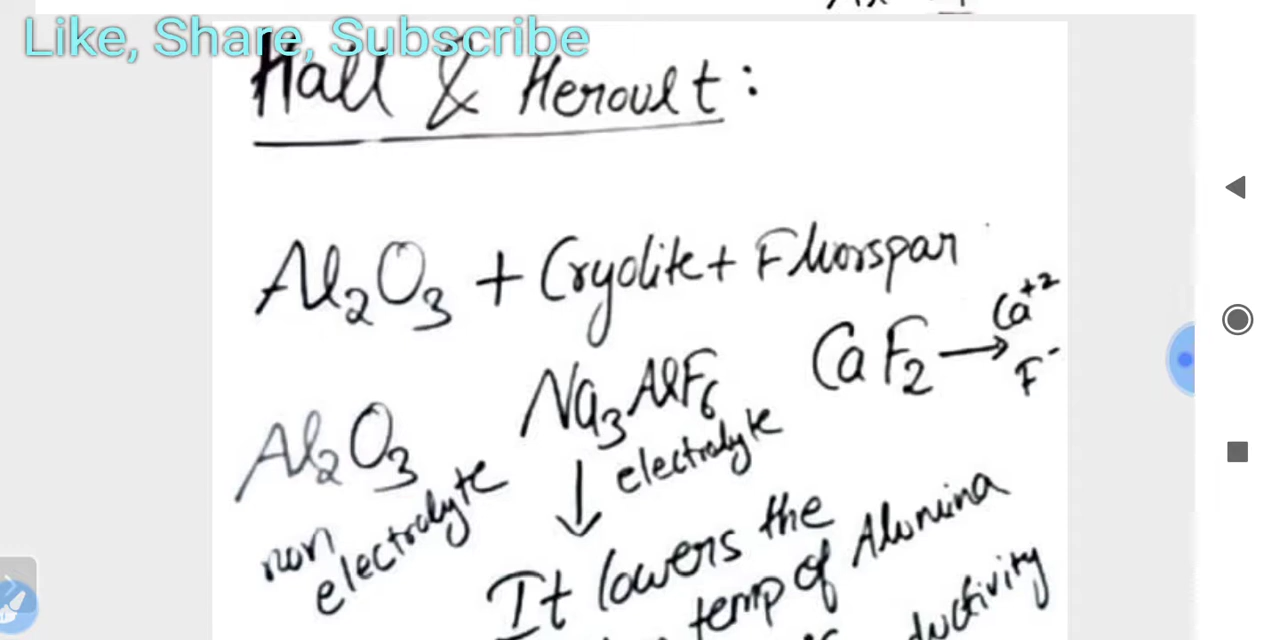 Like, Share, Subscribe
Hall & Heroult :
Al2O3 + Cryolite + Fluorspar
Na3AlF6 CaF2 → Ca+2 F-
Al2O3 electrolyte
non electrolyte
↓
It lowers the
temp of Alumina
ductivity